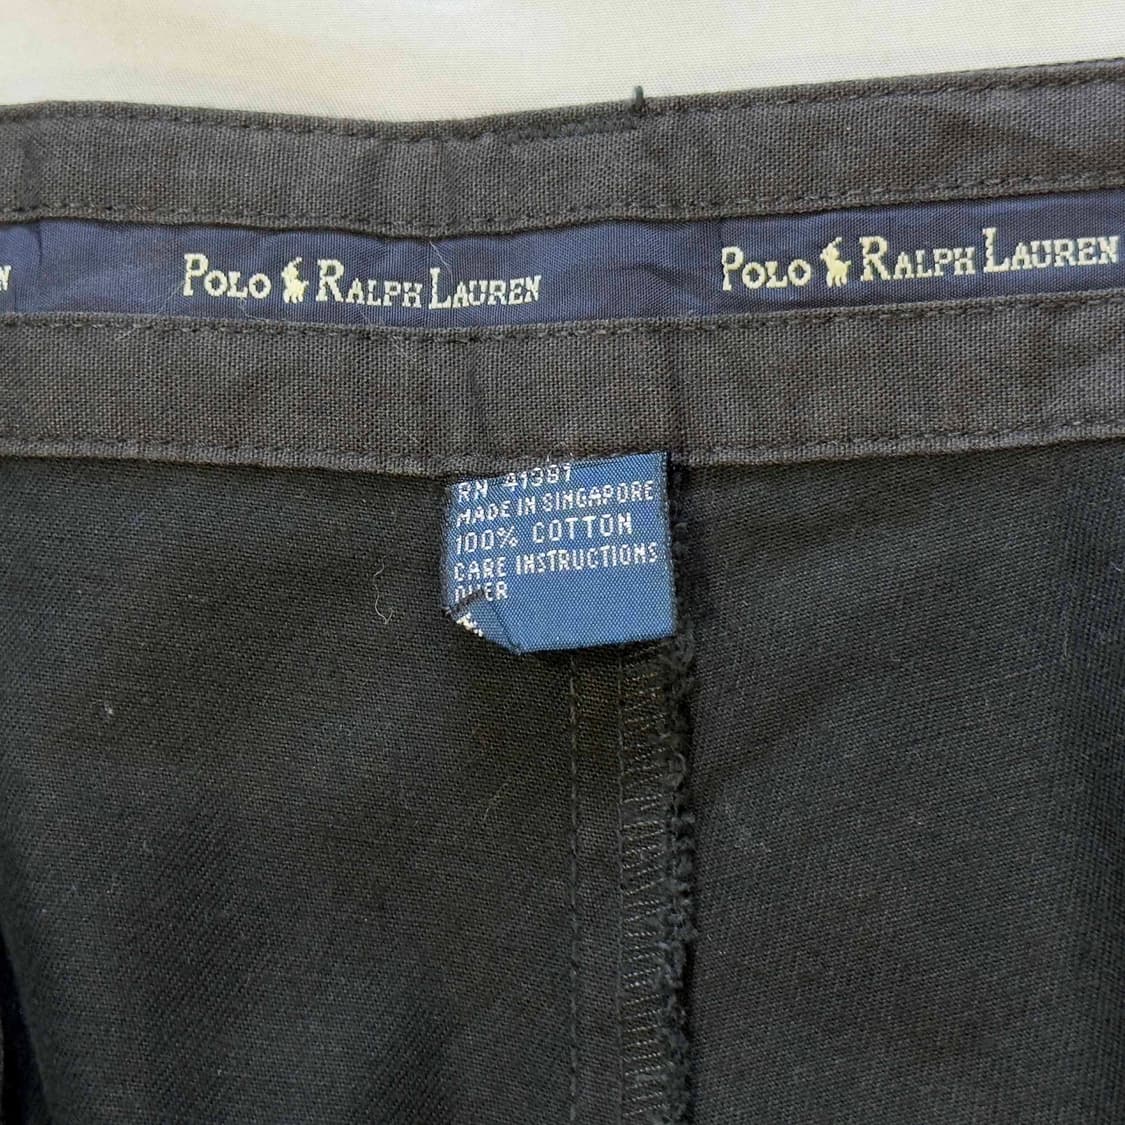 POLO RALPH LAUREN POLO RALPH LAUREN
RN 41381
MADE IN SINGAPORE
100% COTTON
CARE INSTRUCTIONS
OVER